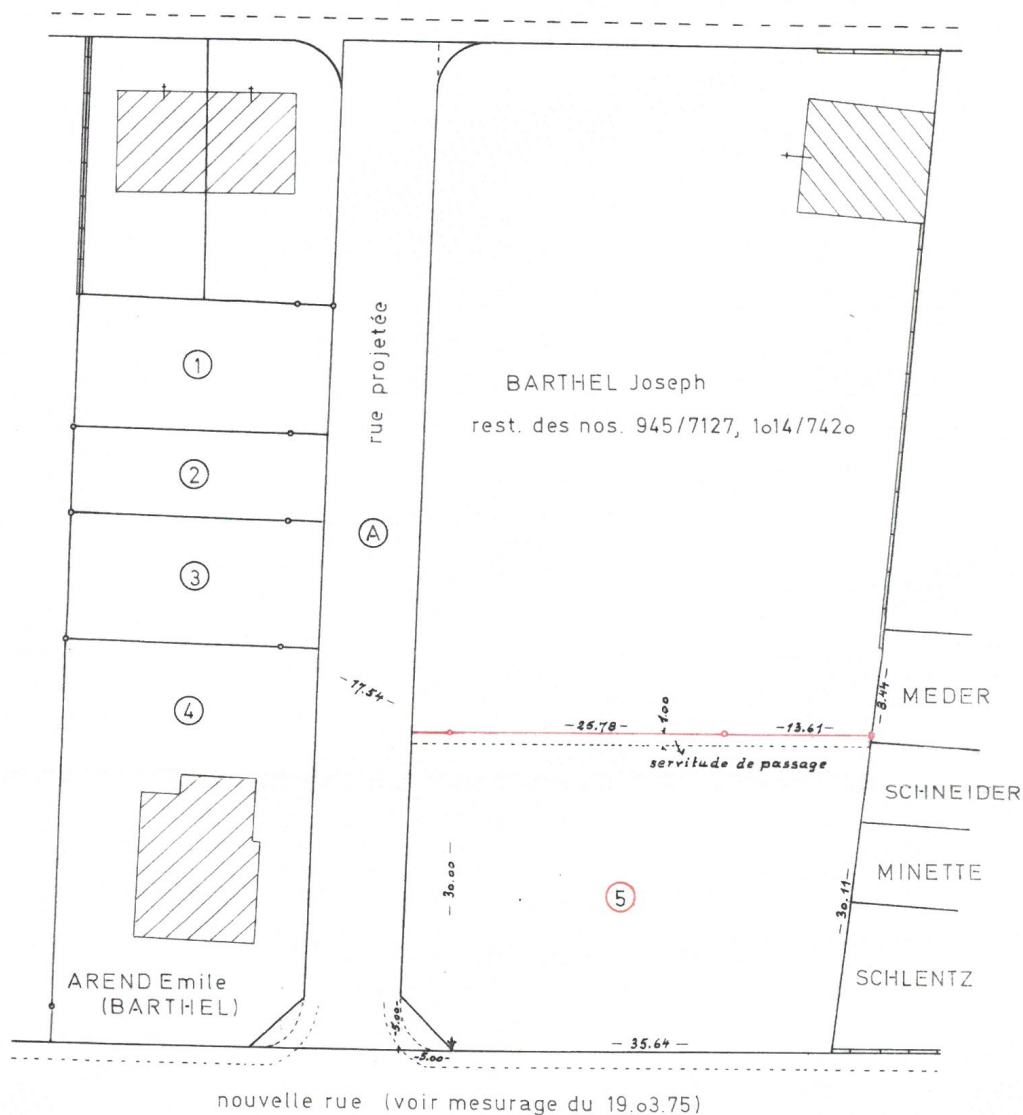 1
rue projetée
BARTHEL Joseph
rest. des nos. 945/7127, 1o14/742o
2
A
3
4
-17.54-
-25.78-
1.00
-13.61-
-8.44-
MEDER
servitude de passage
SCHNEIDER
MINETTE
-30.00-
5
-30.11-
SCHLENTZ
AREND Emile
(BARTHEL)
-5.00-
-5.00-
-35.64-
nouvelle rue (voir mesurage du 19.o3.75)